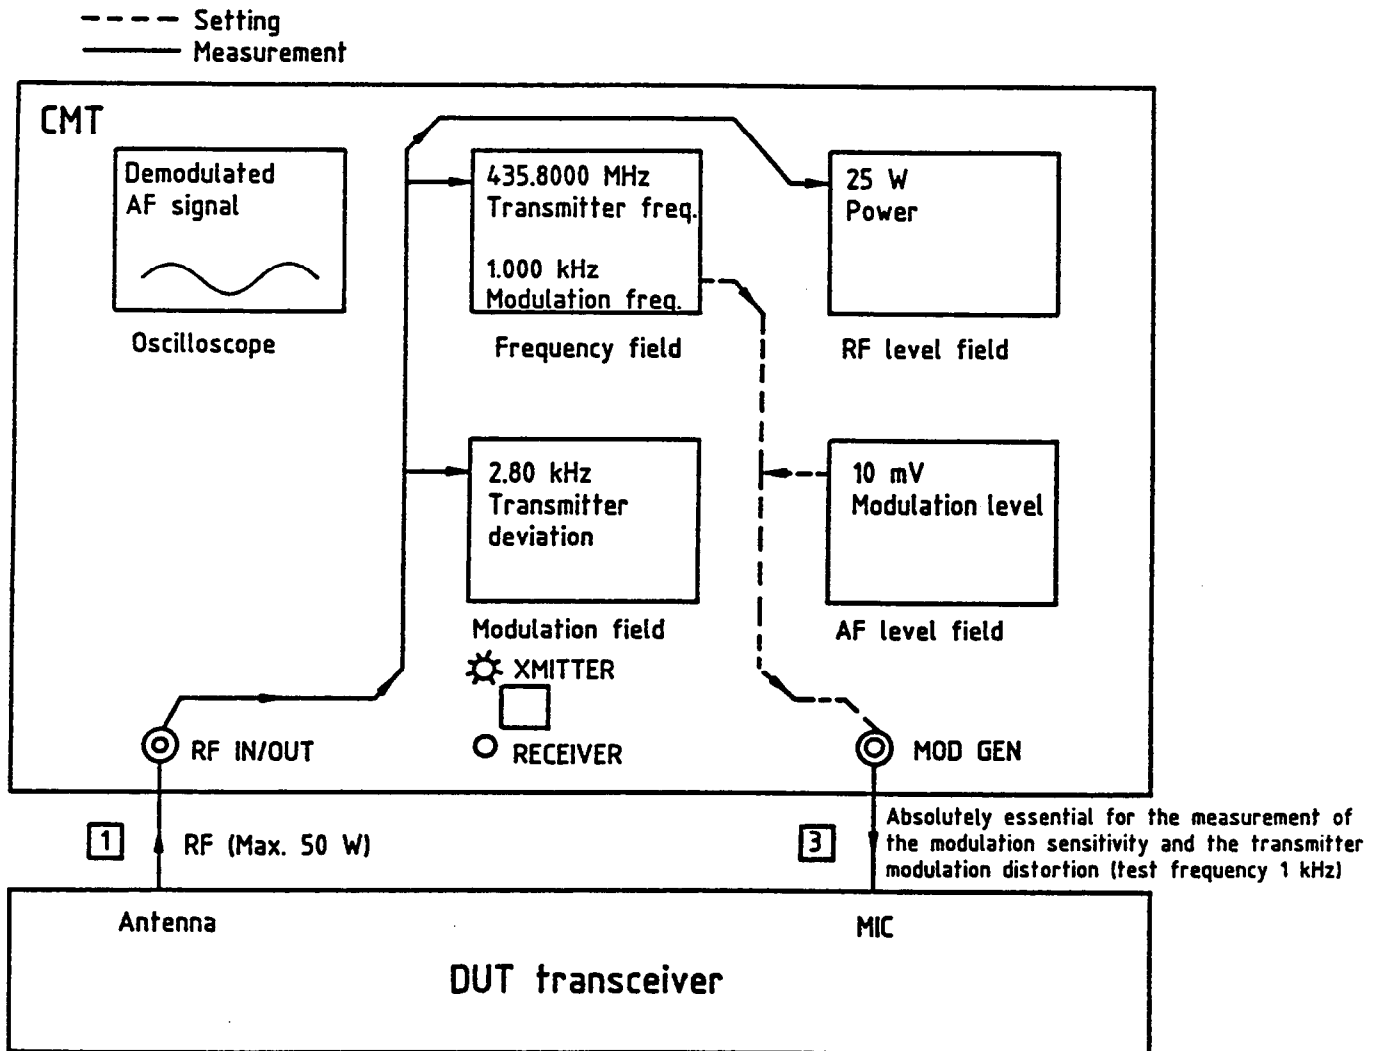 Setting
Measurement
CMT
Demodulated
AF signal
Oscilloscope
435.8000 MHz
Transmitter freq.
1.000 kHz
Modulation freq.
Frequency field
25 W
Power
RF level field
2.80 kHz
Transmitter
deviation
Modulation field
10 mV
Modulation level
AF level field
XMITTER
RECEIVER
RF IN/OUT
MOD GEN
1
RF (Max. 50 W)
3
Absolutely essential for the measurement of
the modulation sensitivity and the transmitter
modulation distortion (test frequency 1 kHz)
Antenna
MIC
DUT transceiver